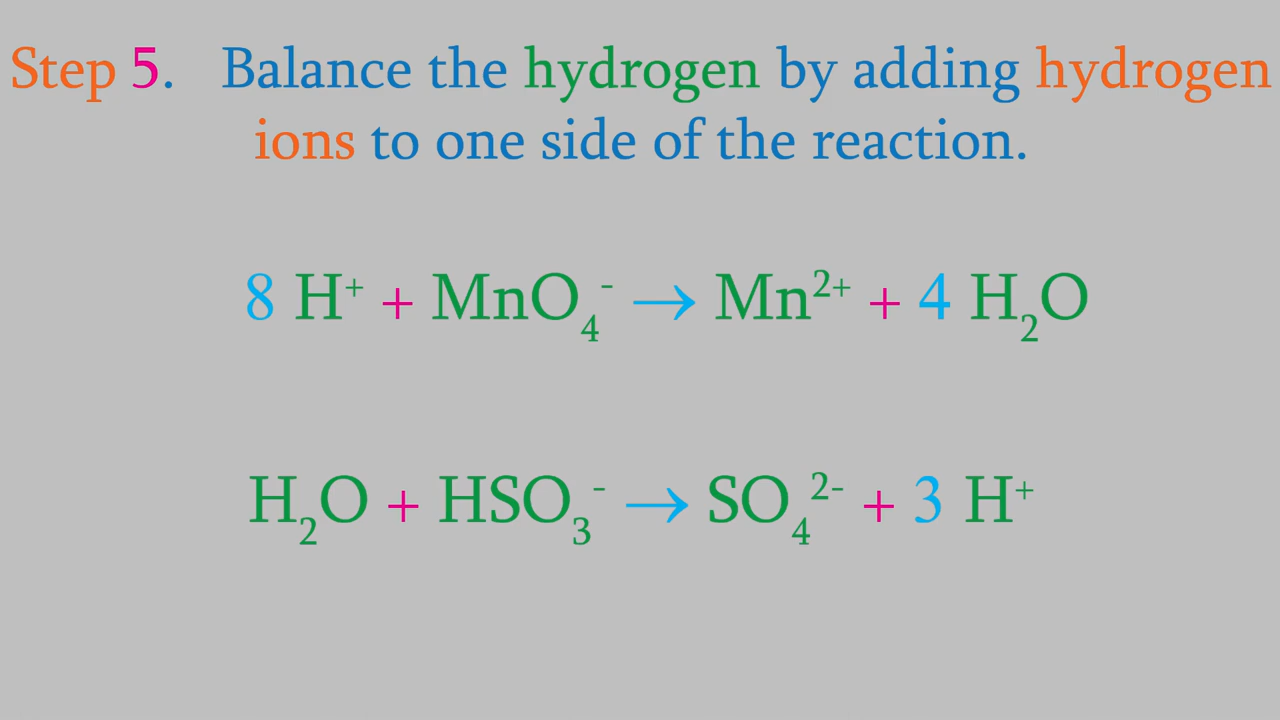 Step 5. Balance the hydrogen by adding hydrogen
ions to one side of the reaction.
8 H⁺ + MnO₄⁻ → Mn²⁺ + 4 H₂O
H₂O + HSO₃⁻ → SO₄²⁻ + 3 H⁺